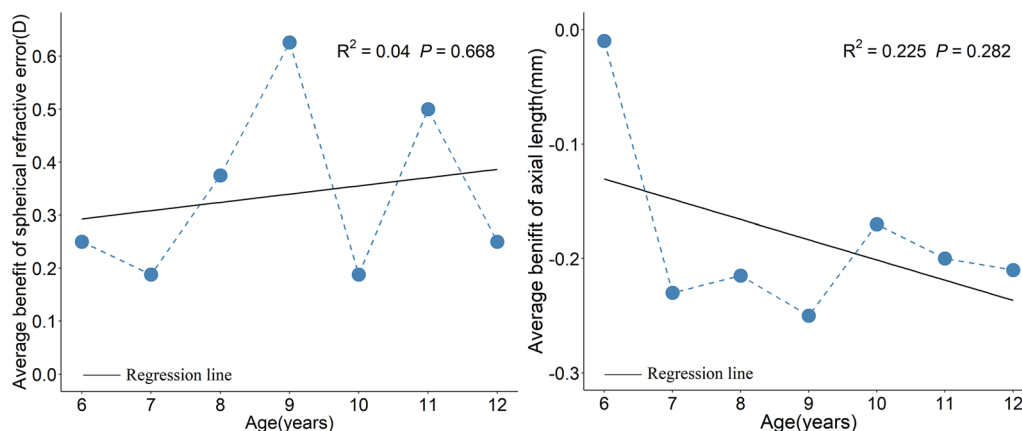 Average benefit of spherical refractive error(D)
0.6
0.5
0.4
0.3
0.2
0.1
0.0
R² = 0.04 P = 0.668
Regression line
6 7 8 9 10 11 12
Age(years)
Average benifit of axial length(mm)
0.0
-0.1
-0.2
-0.3
R² = 0.225 P = 0.282
Regression line
6 7 8 9 10 11 12
Age(years)